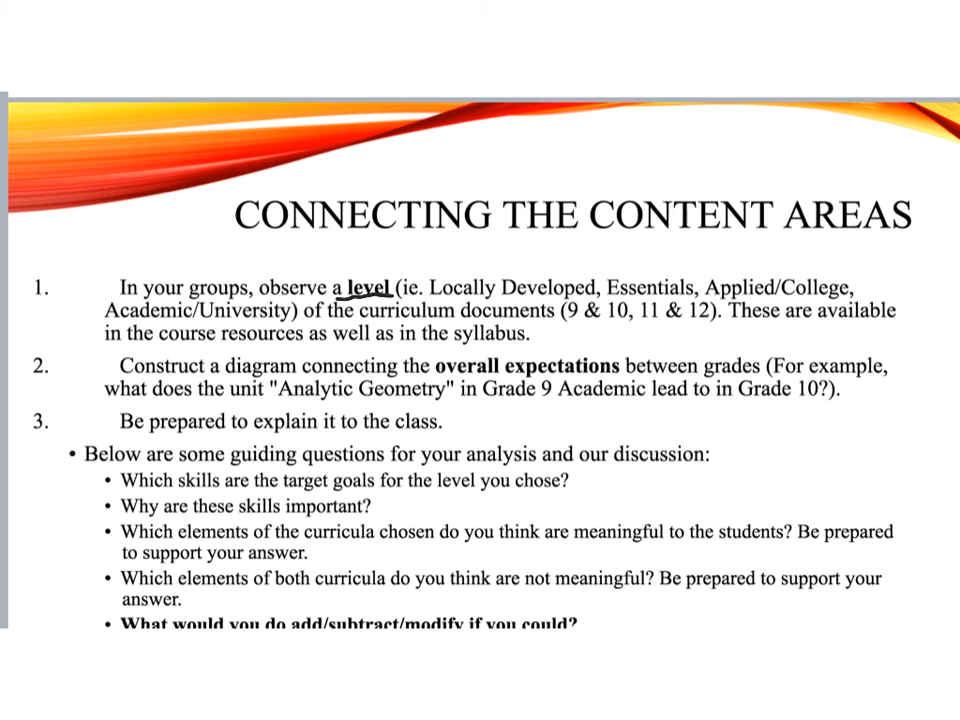 CONNECTING THE CONTENT AREAS
1. In your groups, observe a level (ie. Locally Developed, Essentials, Applied/College,
Academic/University) of the curriculum documents (9 & 10, 11 & 12). These are available
in the course resources as well as in the syllabus.
2. Construct a diagram connecting the overall expectations between grades (For example,
what does the unit "Analytic Geometry" in Grade 9 Academic lead to in Grade 10?).
3. Be prepared to explain it to the class.
• Below are some guiding questions for your analysis and our discussion:
• Which skills are the target goals for the level you chose?
• Why are these skills important?
• Which elements of the curricula chosen do you think are meaningful to the students? Be prepared
to support your answer.
• Which elements of both curricula do you think are not meaningful? Be prepared to support your
answer.
• What would you do add/subtract/modify if you could?